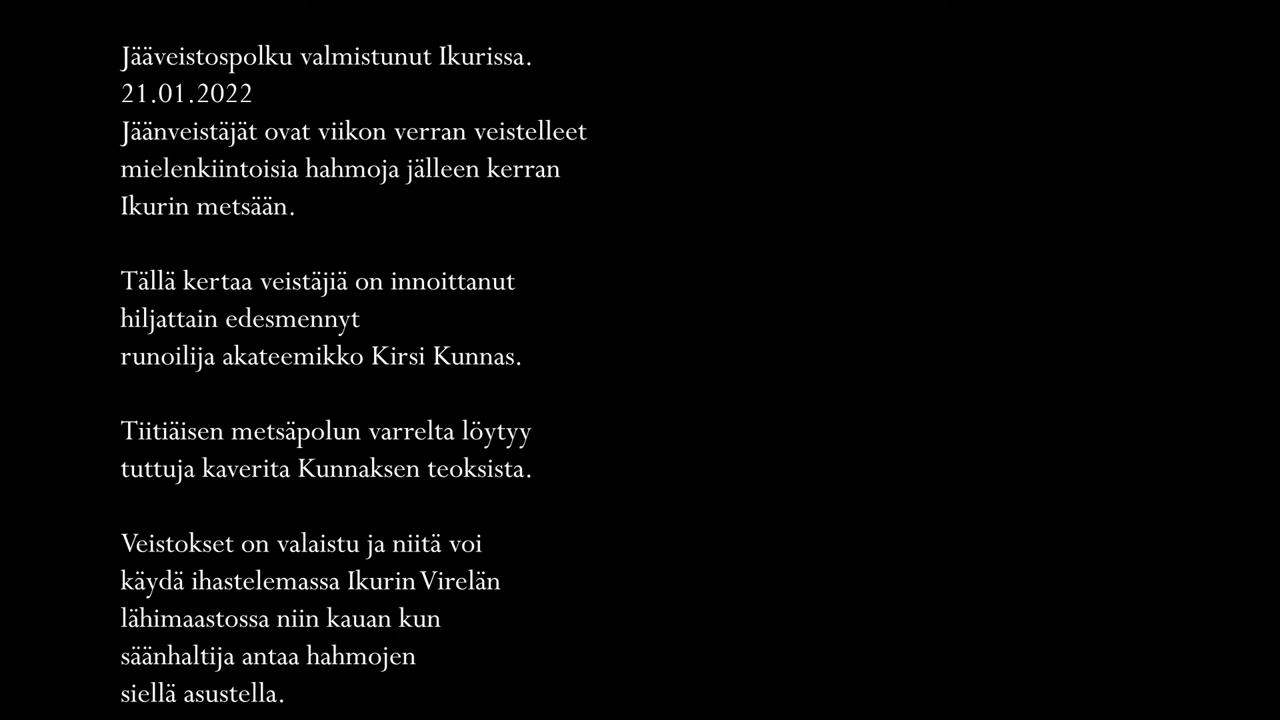 Jääveistospolku valmistunut Ikurissa.
21.01.2022
Jäänveistäjät ovat viikon verran veistelleet
mielenkiintoisia hahmoja jälleen kerran
Ikurin metsään.
Tällä kertaa veistäjiä on innoittanut
hiljattain edesmennyt
runoilija akateemikko Kirsi Kunnas.
Tiitiäisen metsäpolun varrelta löytyy
tuttuja kaverita Kunnaksen teoksista.
Veistokset on valaistu ja niitä voi
käydä ihastelemassa Ikurin Virelän
lähimaastossa niin kauan kun
säänhaltija antaa hahmojen
siellä asustella.